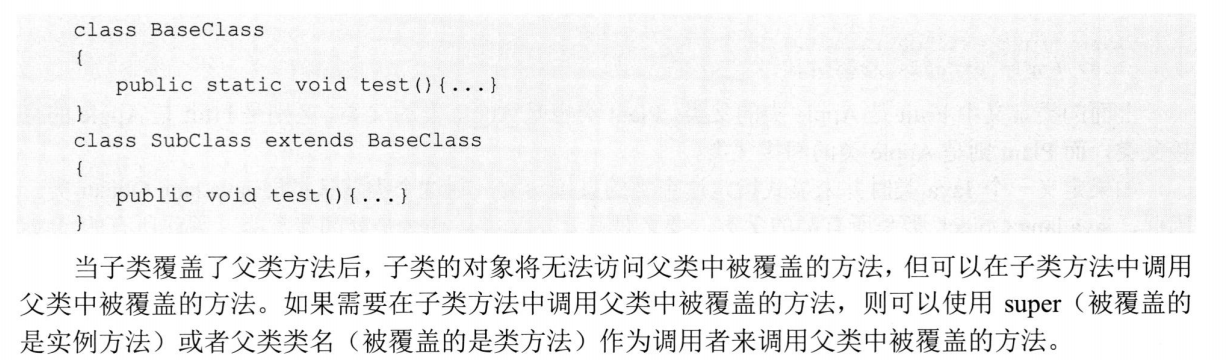 class BaseClass
{
public static void test(){...}
}
class SubClass extends BaseClass
{
public void test(){...}
}
当子类覆盖了父类方法后，子类的对象将无法访问父类中被覆盖的方法，但可以在子类方法中调用
父类中被覆盖的方法。如果需要在子类方法中调用父类中被覆盖的方法，则可以使用 super（被覆盖的
是实例方法）或者父类类名（被覆盖的是类方法）作为调用者来调用父类中被覆盖的方法。